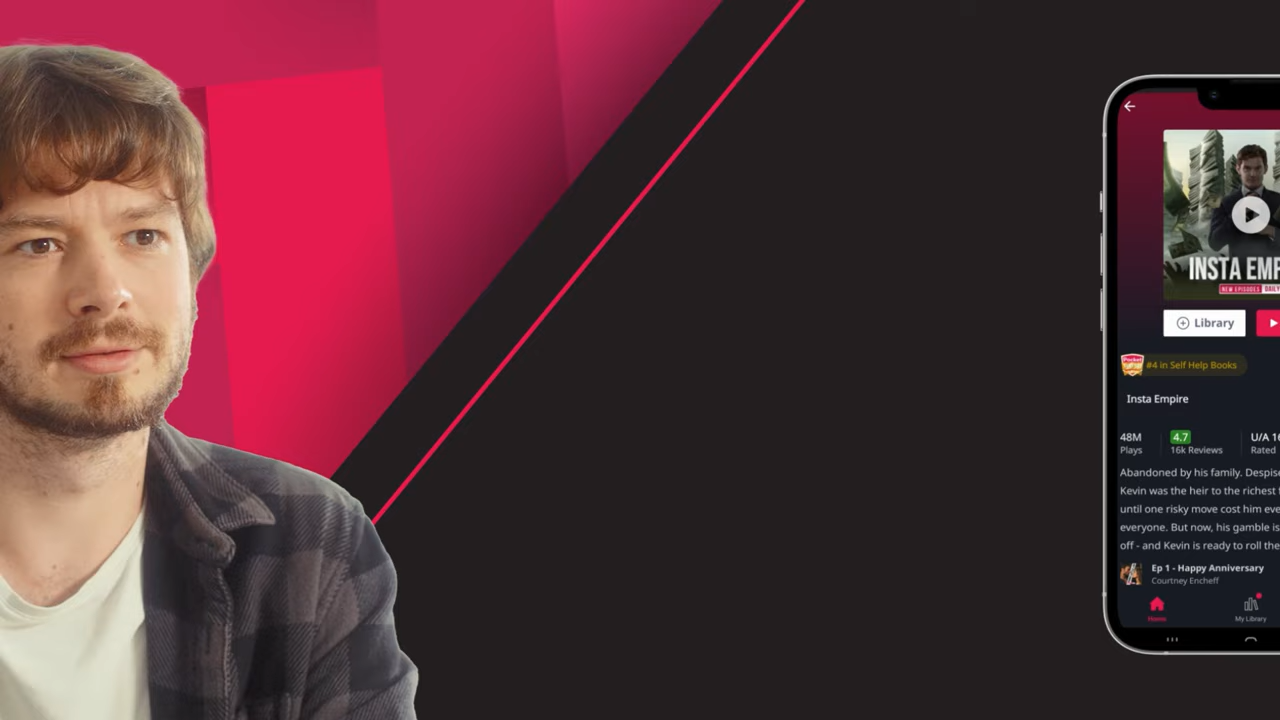 INSTA EMPI
NEW EPISODES DAILY
Library
#4 in Self Help Books
Insta Empire
48M
Plays
4.7
16k Reviews
U/A 16
Rated
Abandoned by his family. Despis
Kevin was the heir to the richest
until one risky move cost him eve
everyone. But now, his gamble is
off - and Kevin is ready to roll the
Ep 1 - Happy Anniversary
Courtney Encheff
Home
My Library